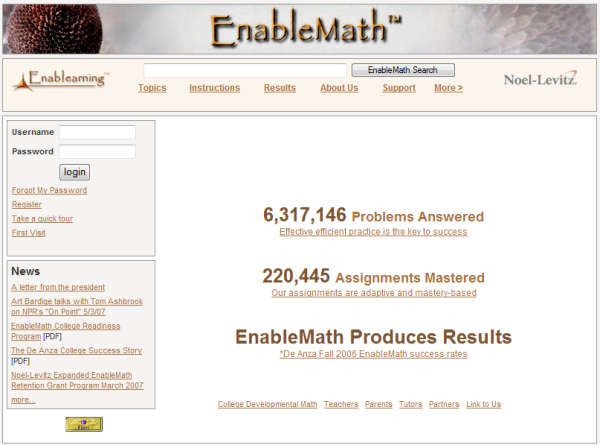 EnableMath™
Enablearning™
EnableMath Search
Noel-Levitz.
Topics Instructions Results About Us Support More >
Username
Password
login
Forgot My Password
Register
Take a quick tour
First Visit
News
A letter from the president
Art Bardige talks with Tom Ashbrook
on NPR's "On Point" 5/3/07
EnableMath College Readiness
Program [PDF]
The De Anza College Success Story
[PDF]
Noel-Levitz Expanded EnableMath
Retention Grant Program March 2007
more...
6,317,146 Problems Answered
Effective efficient practice is the key to success
220,445 Assignments Mastered
Our assignments are adaptive and mastery-based
EnableMath Produces Results
*De Anza Fall 2006 EnableMath success rates
College Developmental Math Teachers Parents Tutors Partners Link to Us